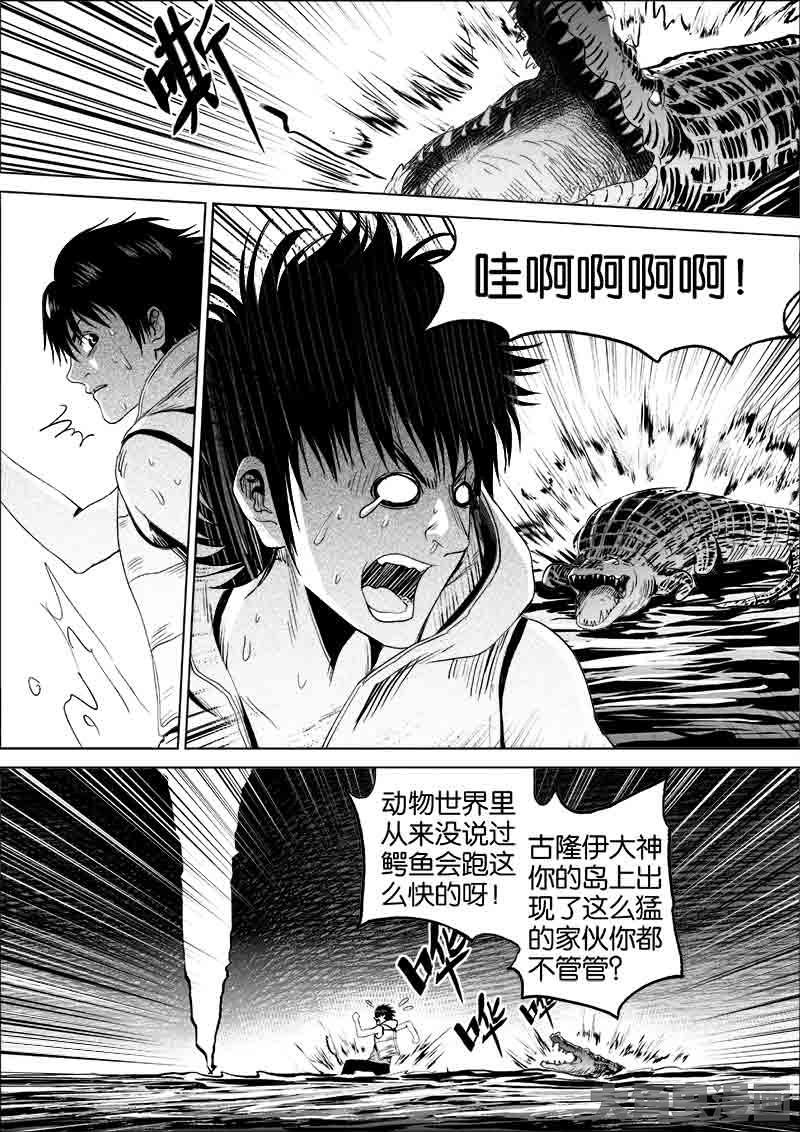 嘶
哇啊啊啊啊！
动物世界里
从来没说过
鳄鱼会跑这
么快的呀！
古隆伊大神
你的岛上出
现了这么猛
的家伙你都
不管管？
哗
哗
哗